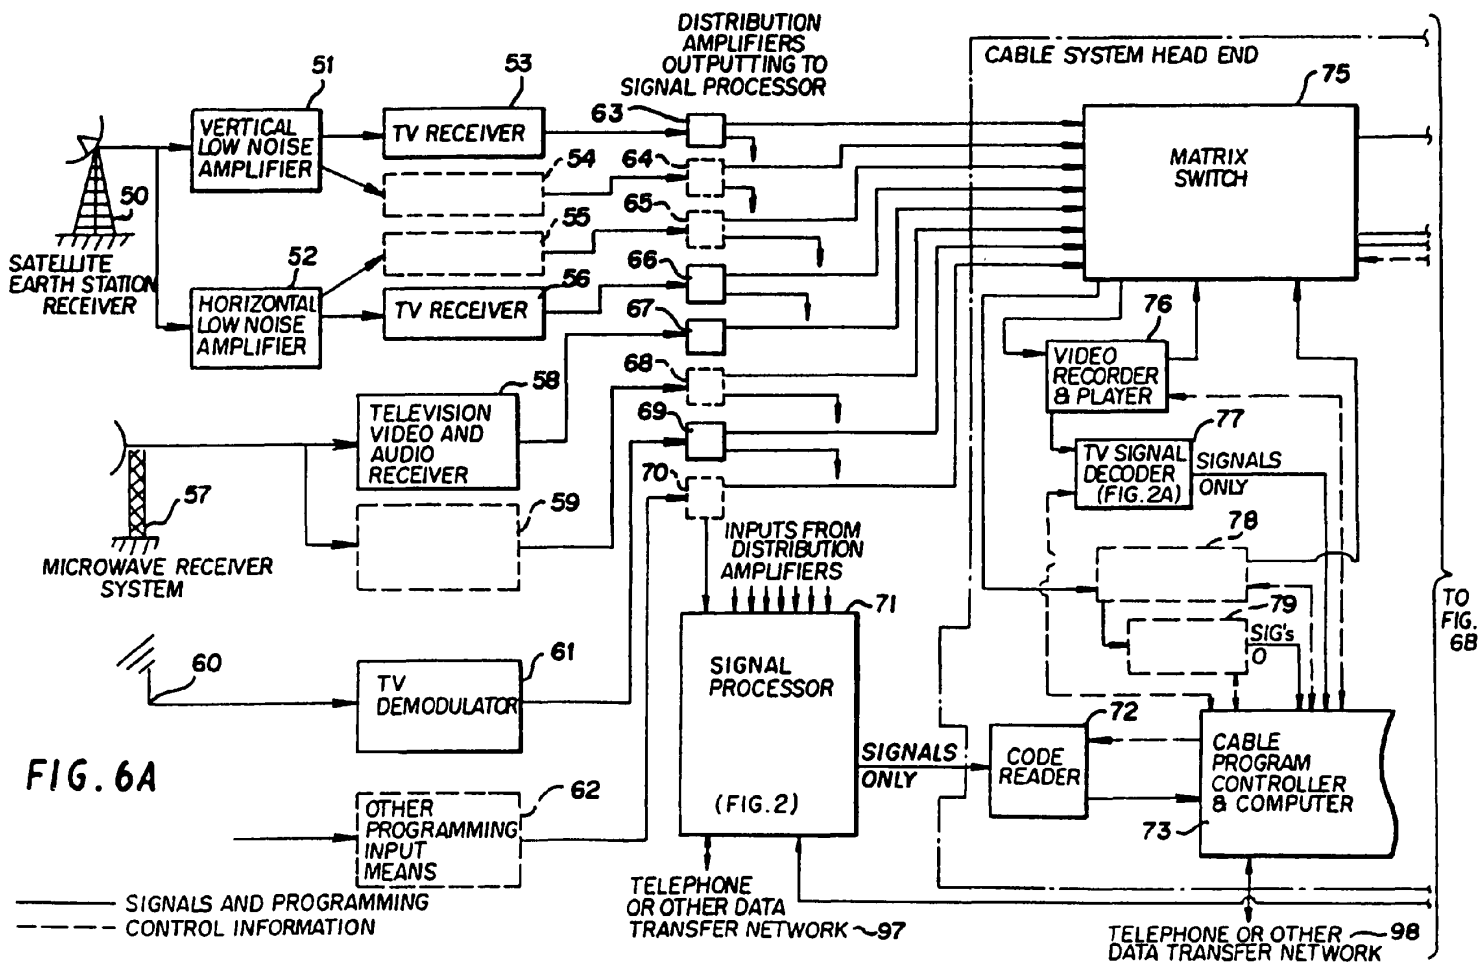 DISTRIBUTION
AMPLIFIERS
OUTPUTTING TO
SIGNAL PROCESSOR
CABLE SYSTEM HEAD END
51
53
63
75
VERTICAL
LOW NOISE
AMPLIFIER
TV RECEIVER
MATRIX
SWITCH
54
64
50
65
55
SATELLITE
EARTH STATION
RECEIVER
52
66
HORIZONTAL
LOW NOISE
AMPLIFIER
TV RECEIVER
56
67
76
VIDEO
RECORDER
& PLAYER
68
58
TELEVISION
VIDEO AND
AUDIO
RECEIVER
69
77
TV SIGNAL
DECODER
(FIG.2A)
SIGNALS
ONLY
70
57
59
MICROWAVE RECEIVER
SYSTEM
INPUTS FROM
DISTRIBUTION
AMPLIFIERS
78
71
79
SIG's
O
TO
FIG.
6B
60
61
TV
DEMODULATOR
SIGNAL
PROCESSOR
(FIG.2)
SIGNALS
ONLY
72
CODE
READER
CABLE
PROGRAM
CONTROLLER
& COMPUTER
73
FIG. 6A
62
OTHER
PROGRAMMING
INPUT
MEANS
SIGNALS AND PROGRAMMING
CONTROL INFORMATION
TELEPHONE
OR OTHER DATA
TRANSFER NETWORK ~97
TELEPHONE OR OTHER
DATA TRANSFER NETWORK
98